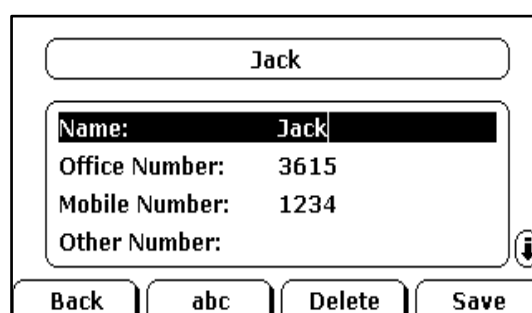 Jack
Name: Jack
Office Number: 3615
Mobile Number: 1234
Other Number:
Back abc Delete Save